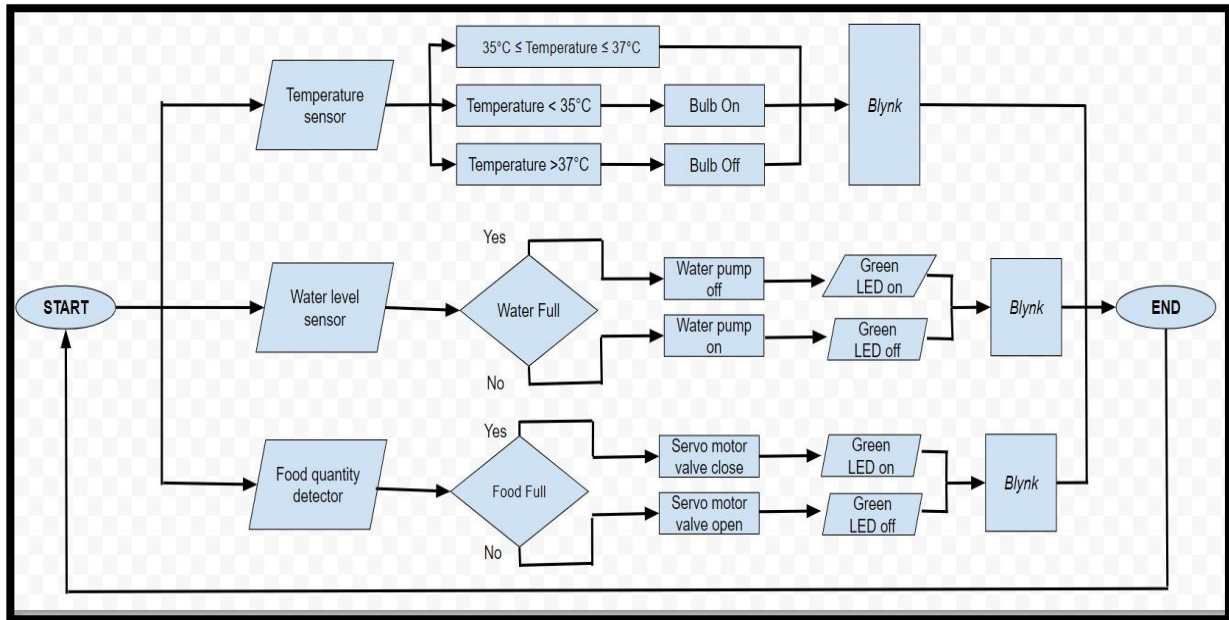 START
Temperature
sensor
35°C ≤ Temperature ≤ 37°C
Temperature < 35°C
Bulb On
Temperature >37°C
Bulb Off
Blynk
Water level
sensor
Water Full
Yes
No
Water pump
off
Green
LED on
Water pump
on
Green
LED off
Blynk
END
Food quantity
detector
Food Full
Yes
No
Servo motor
valve close
Green
LED on
Servo motor
valve open
Green
LED off
Blynk